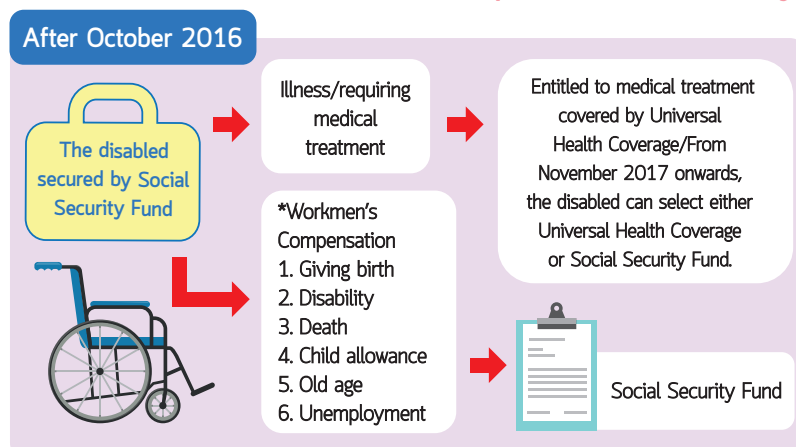 After October 2016
The disabled
secured by Social
Security Fund
Illness/requiring
medical
treatment
Entitled to medical treatment
covered by Universal
Health Coverage/From
November 2017 onwards,
the disabled can select either
Universal Health Coverage
or Social Security Fund.
*Workmen's
Compensation
1. Giving birth
2. Disability
3. Death
4. Child allowance
5. Old age
6. Unemployment
Social Security Fund